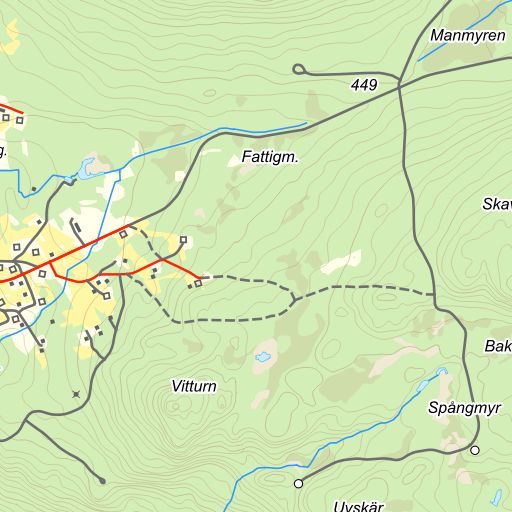 Manmyren
449
g.
Fattigm.
Skav
Bak
Vitturn
Spångmyr
Uvskär